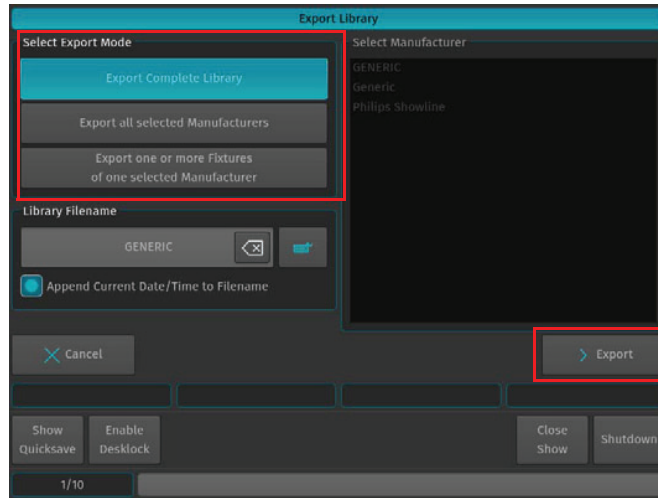 Export Library
Select Export Mode
Export Complete Library
Export all selected Manufacturers
Export one or more Fixtures
of one selected Manufacturer
Library Filename
GENERIC
Append Current Date/Time to Filename
Select Manufacturer
GENERIC
Generic
Philips Showline
Cancel
Export
Show
Quicksave
Enable
Desklock
Close
Show
Shutdown
1/10